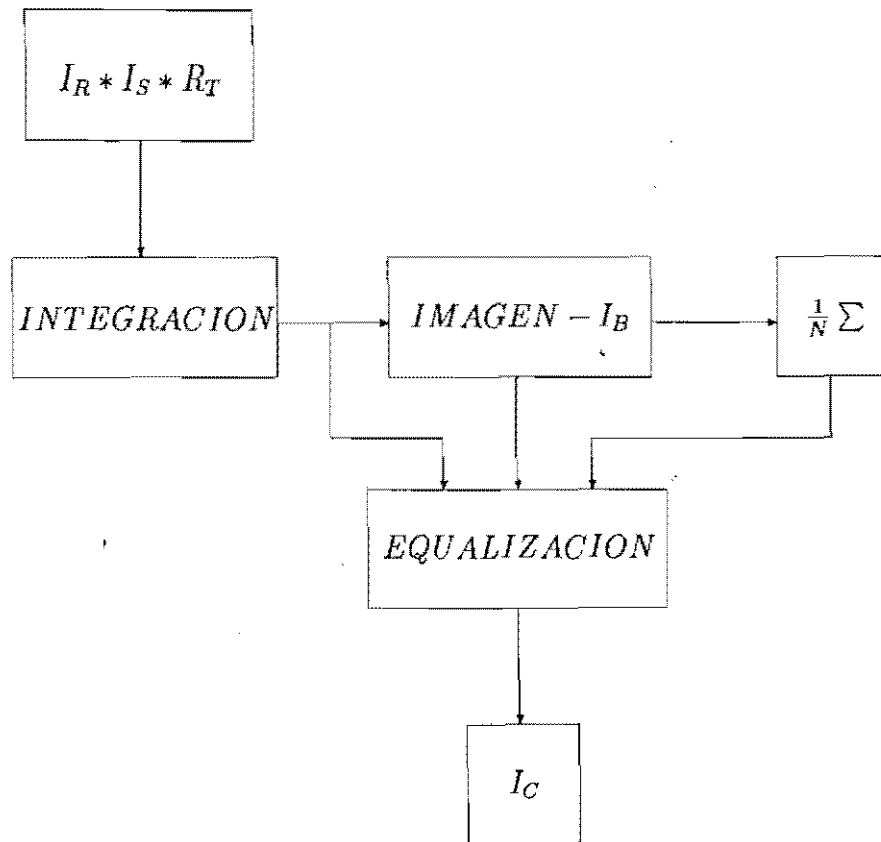 I_R * I_S * R_T
INTEGRACION
IMAGEN - I_B
1/N ∑
EQUALIZACION
I_C